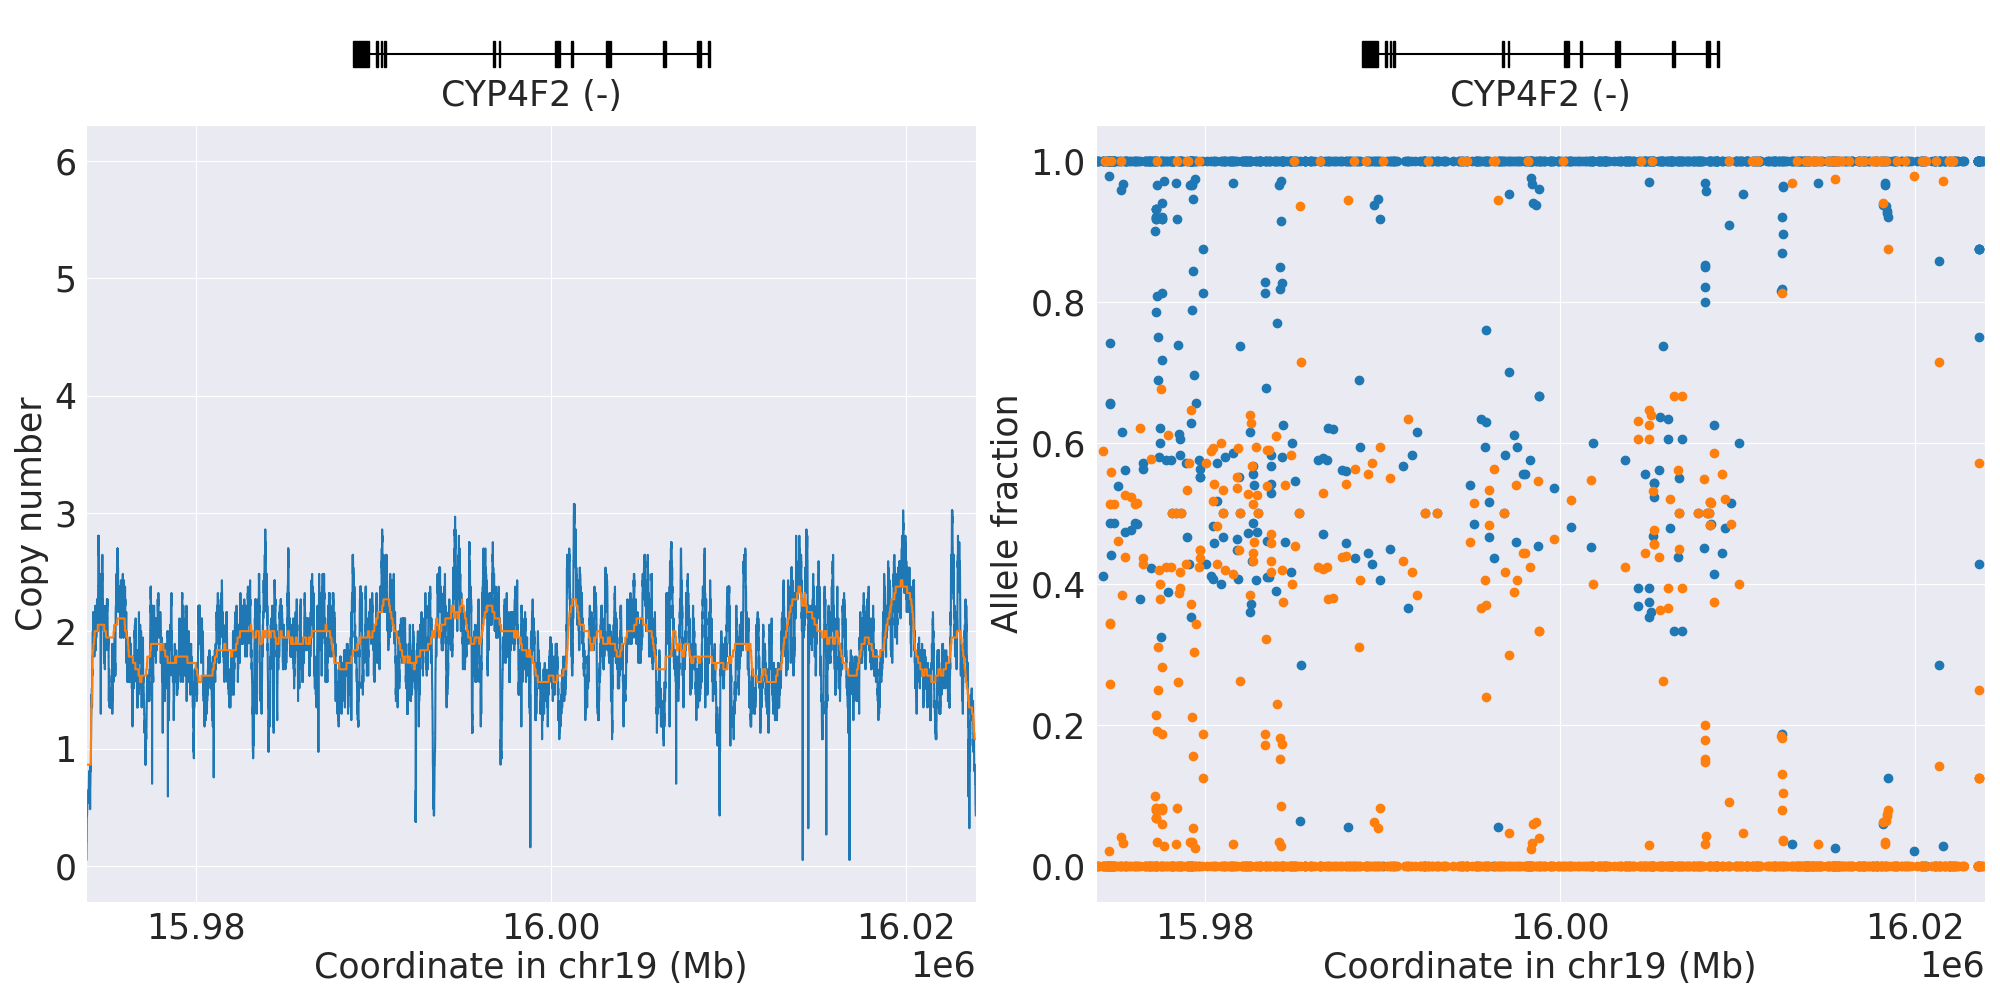 CYP4F2 (-)
6
5
4
3
2
1
0
Copy number
15.98
16.00
16.02
Coordinate in chr19 (Mb)
1e6
CYP4F2 (-)
1.0
0.8
0.6
0.4
0.2
0.0
Allele fraction
15.98
16.00
16.02
Coordinate in chr19 (Mb)
1e6